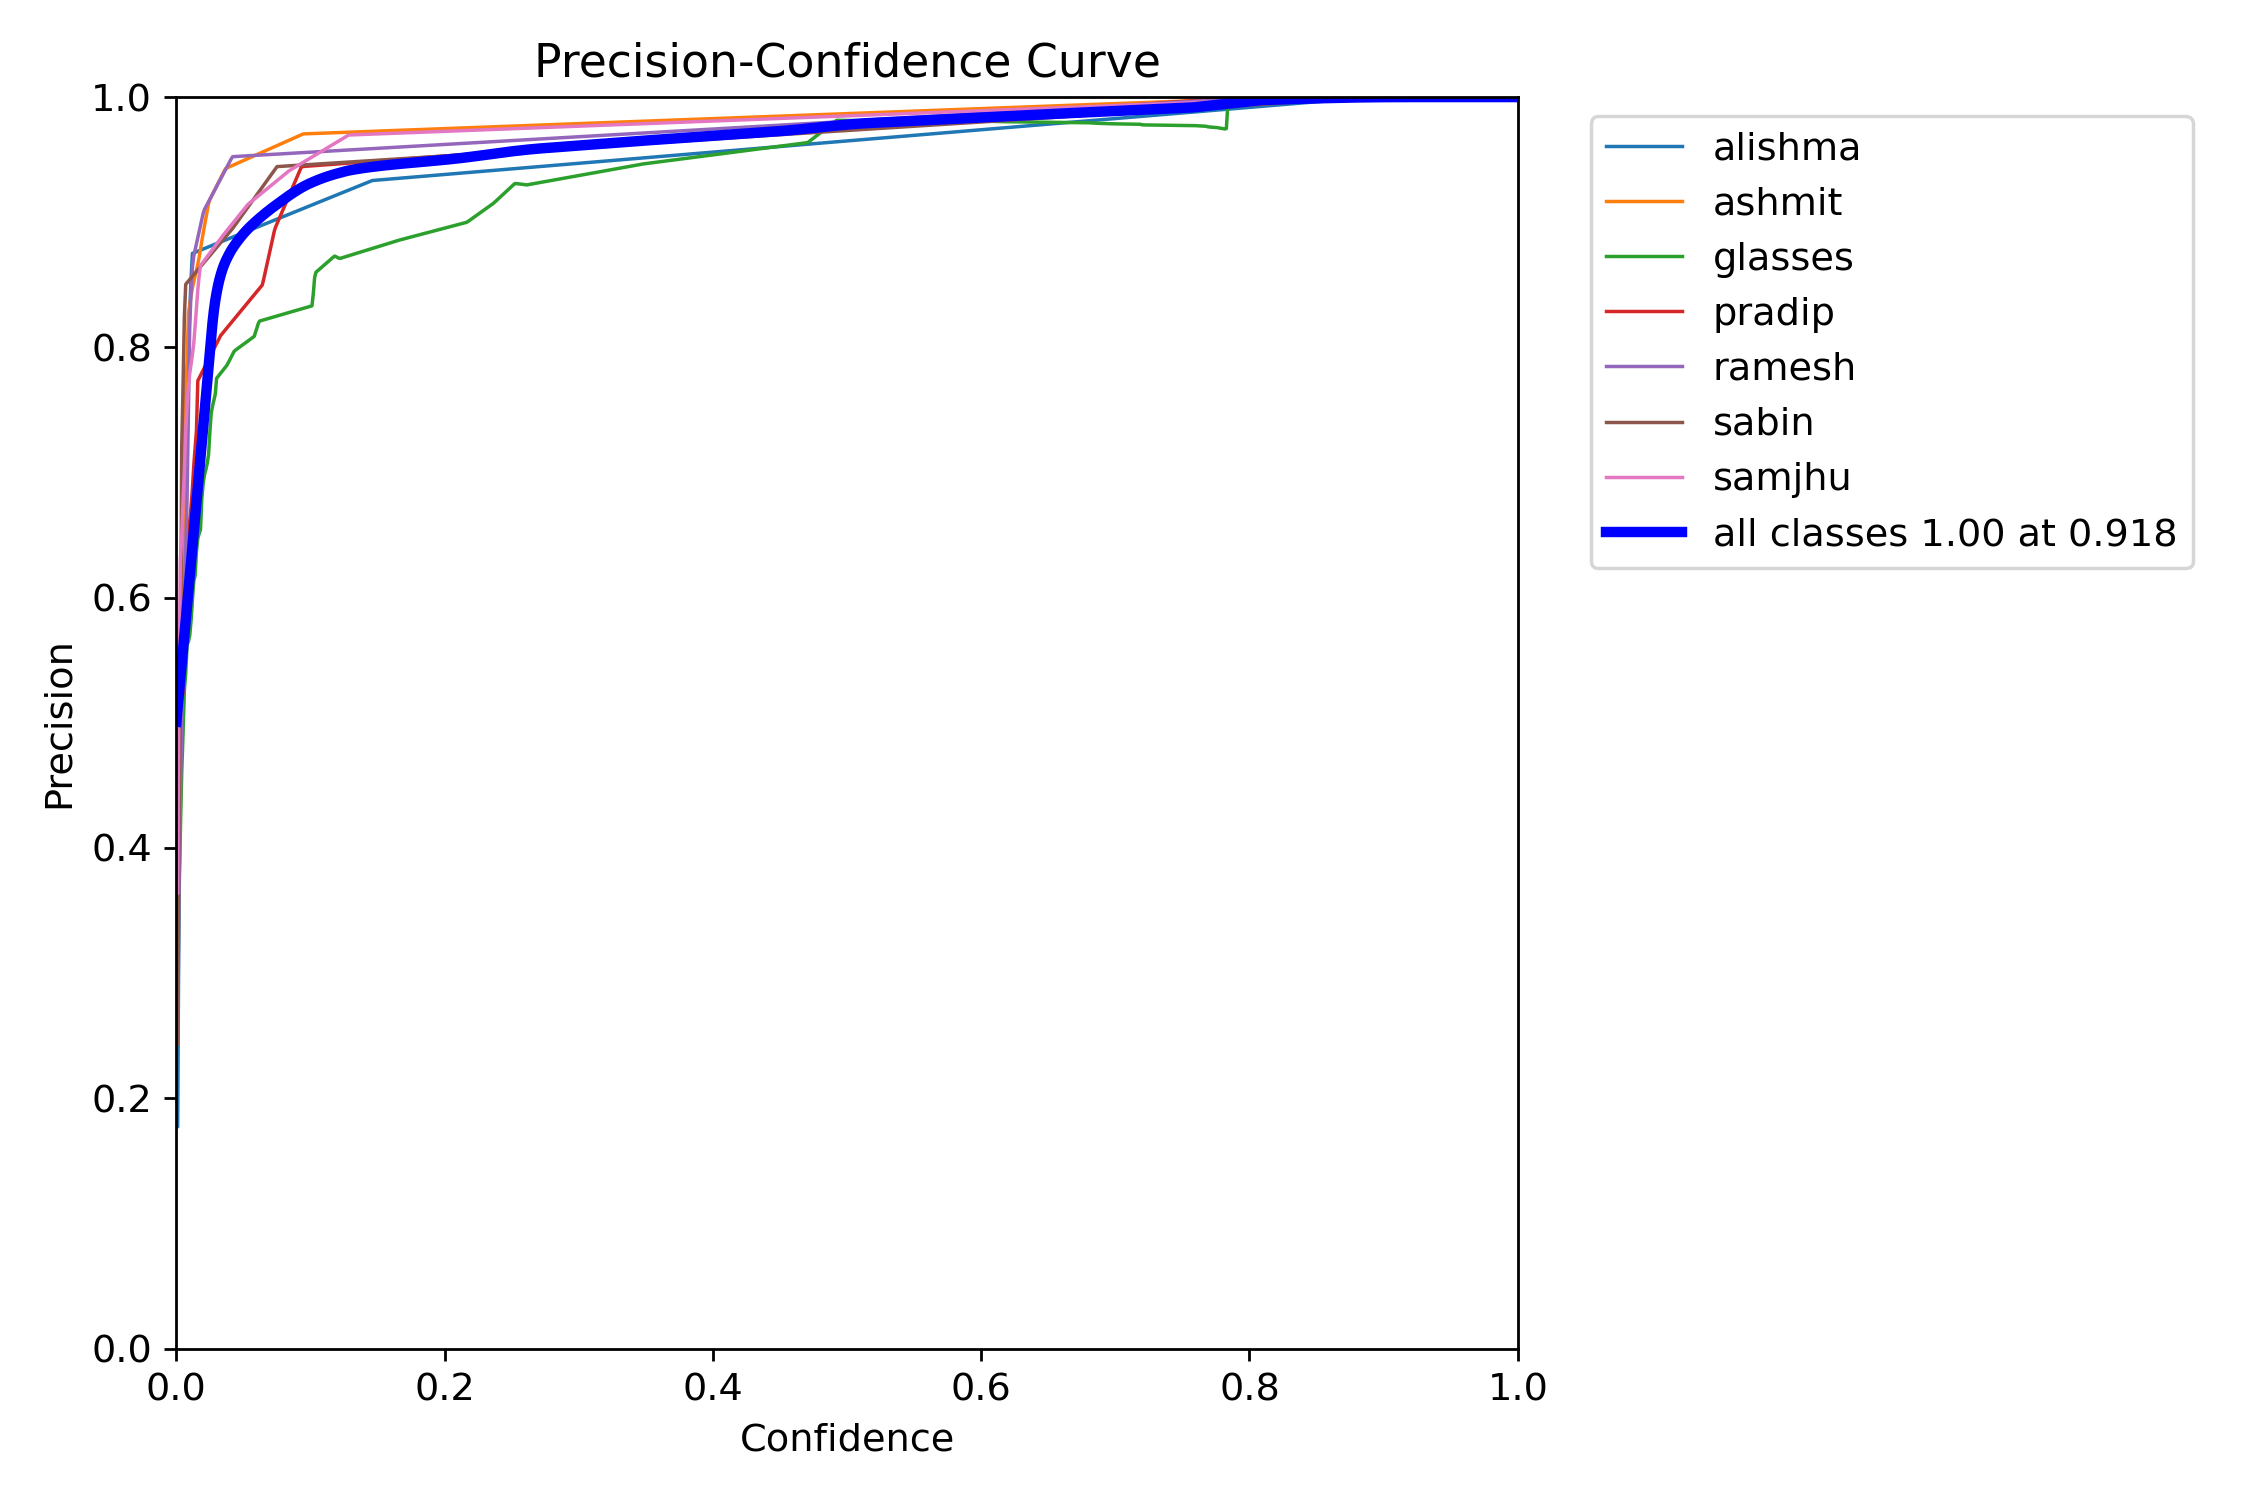 Precision-Confidence Curve
1.0
0.8
0.6
0.4
0.2
0.0
Precision
0.0 0.2 0.4 0.6 0.8 1.0
Confidence
alishma
ashmit
glasses
pradip
ramesh
sabin
samjhu
all classes 1.00 at 0.918